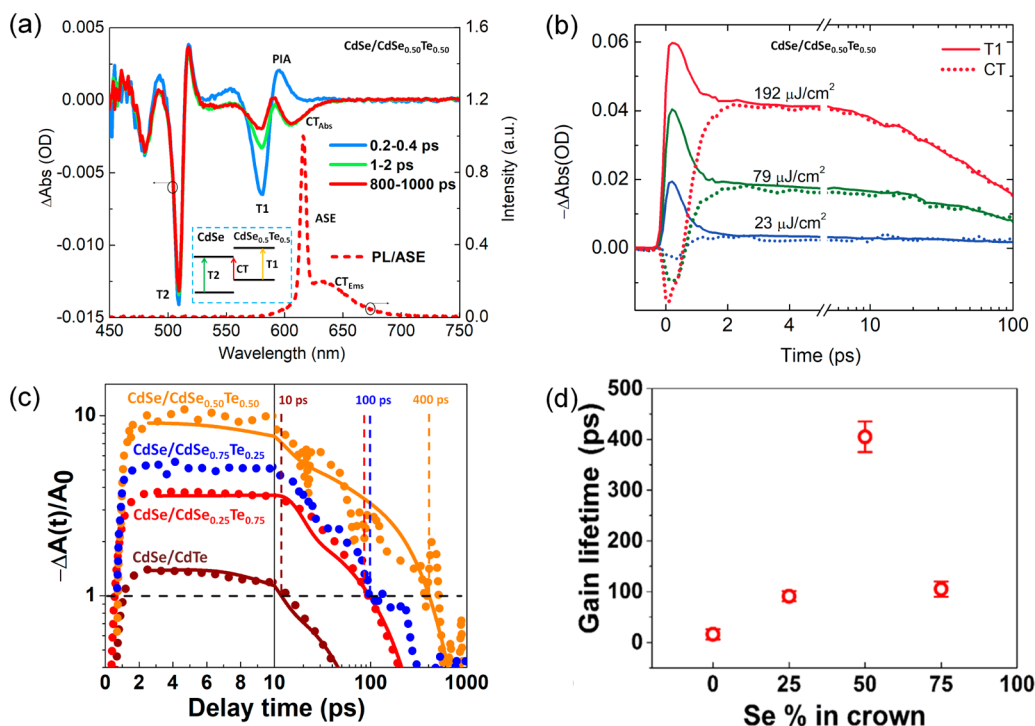 (a)
CdSe/CdSe0.50Te0.50
PIA
CTAbs
0.2-0.4 ps
1-2 ps
800-1000 ps
T1
ASE
CdSe
CdSe0.5Te0.5
T2
CT
T1
PL/ASE
CTEms
T2
0.000
-0.005
-0.010
-0.015
ΔAbs (OD)
1.6
1.4
1.2
1.0
0.8
0.6
0.4
0.2
0.0
Intensity (a.u.)
450 500 550 600 650 700 750
Wavelength (nm)
(b)
CdSe/CdSe0.50Te0.50
T1
CT
192 μJ/cm2
79 μJ/cm2
23 μJ/cm2
0.06
0.04
0.02
0.00
−ΔAbs(OD)
0 2 4 10 100
Time (ps)
(c)
CdSe/CdSe0.50Te0.50
10 ps
100 ps
400 ps
CdSe/CdSe0.75Te0.25
CdSe/CdSe0.25Te0.75
CdSe/CdTe
10
1
−ΔA(t)/A0
0 2 4 6 8 10 100 1000
Delay time (ps)
(d)
500
400
300
200
100
0
Gain lifetime (ps)
0 25 50 75 100
Se % in crown